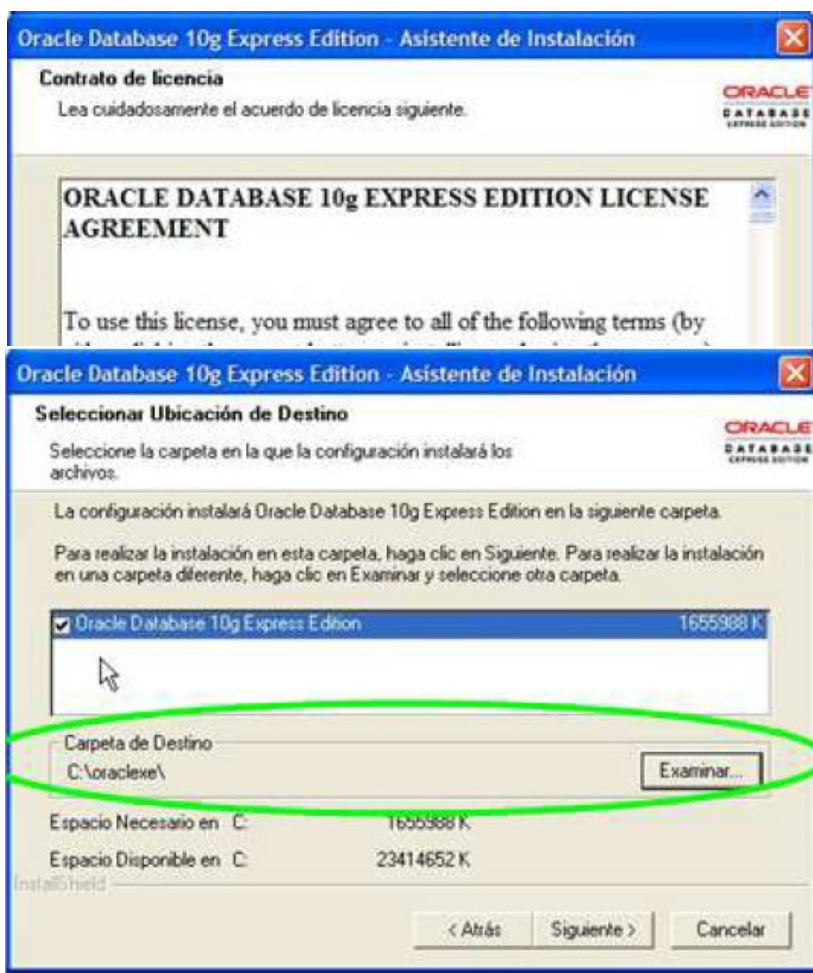 Oracle Database 10g Express Edition - Asistente de Instalación
Contrato de licencia
Lea cuidadosamente el acuerdo de licencia siguiente.
ORACLE
DATABASE
EXPRESS EDITION
ORACLE DATABASE 10g EXPRESS EDITION LICENSE
AGREEMENT
To use this license, you must agree to all of the following terms (by
Oracle Database 10g Express Edition - Asistente de Instalación
Seleccionar Ubicación de Destino
Seleccione la carpeta en la que la configuración instalará los
archivos.
ORACLE
DATABASE
EXPRESS EDITION
La configuración instalará Oracle Database 10g Express Edition en la siguiente carpeta.
Para realizar la instalación en esta carpeta, haga clic en Siguiente. Para realizar la instalación
en una carpeta diferente, haga clic en Examinar y seleccione otra carpeta.
Oracle Database 10g Express Edition 1655988 K
Carpeta de Destino
C:\oraclexe\ Examinar...
Espacio Necesario en C: 1655988 K
Espacio Disponible en C: 23414652 K
InstallShield
< Atrás Siguiente > Cancelar